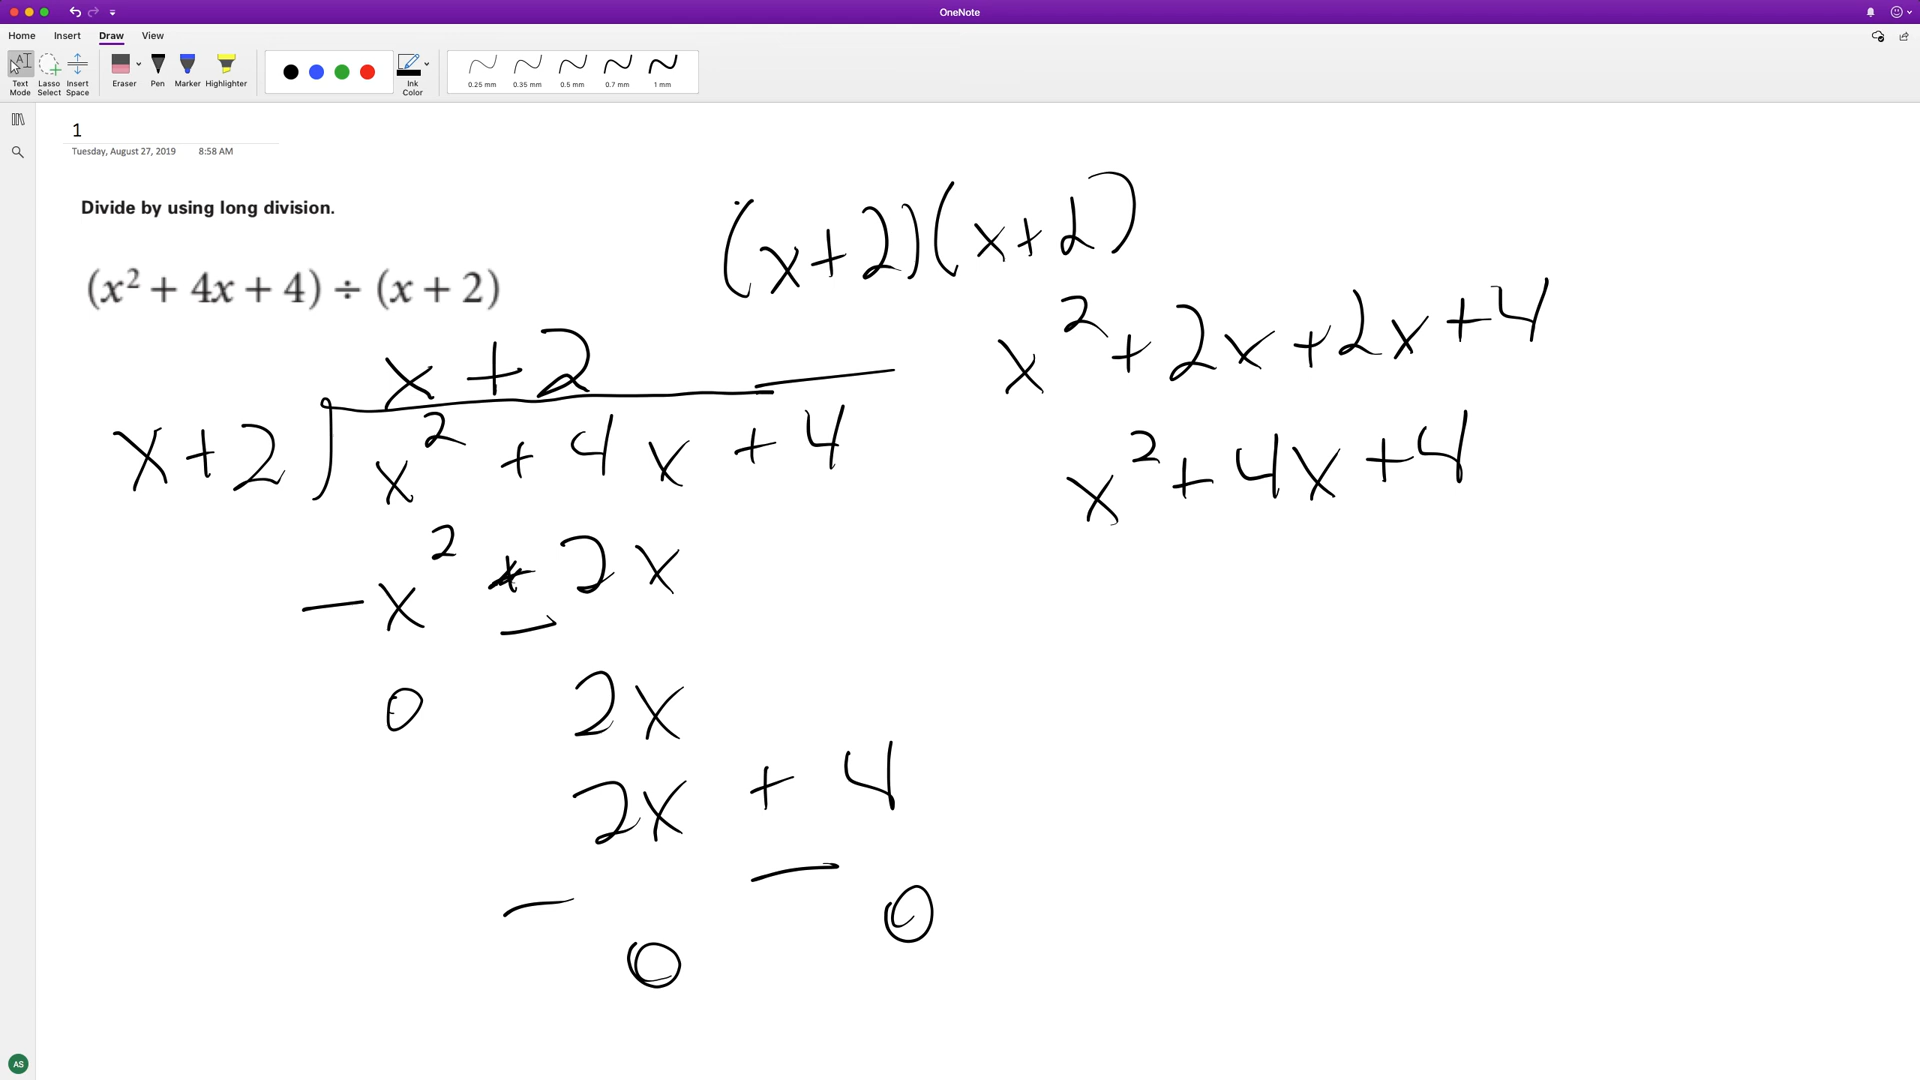 OneNote
Home Insert Draw View
Text Mode
Lasso Select
Insert Space
Eraser
Pen
Marker
Highlighter
Ink Color
0.25 mm
0.35 mm
0.5 mm
0.7 mm
1 mm
1
Tuesday, August 27, 2019 8:58 AM
Divide by using long division.
(x² + 4x + 4) ÷ (x + 2)
x + 2
x + 2 x² + 4x + 4
− x² 2x
−
0 2x
2x + 4
− −
0 0
(x+2)(x+2)
x² + 2x + 2x + 4
x² + 4x + 4
AS